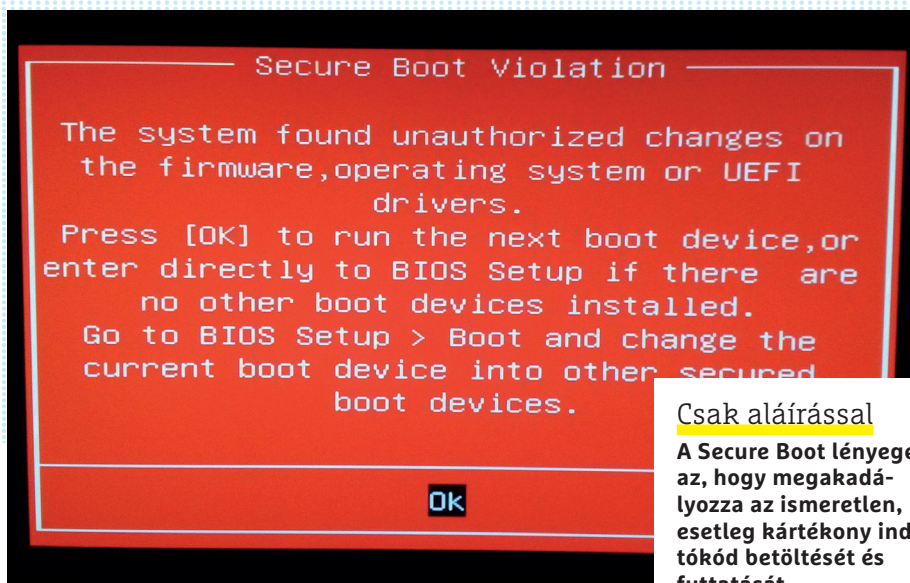 Secure Boot Violation
The system found unauthorized changes on
the firmware,operating system or UEFI
drivers.
Press [OK] to run the next boot device,or
enter directly to BIOS Setup if there are
no other boot devices installed.
Go to BIOS Setup > Boot and change the
current boot device into other secured
boot devices.
Ok
Csak aláírással
A Secure Boot lényege
az, hogy megakadá-
lyozza az ismeretlen,
esetleg kártékony ind
tókód betöltését és
futtatását